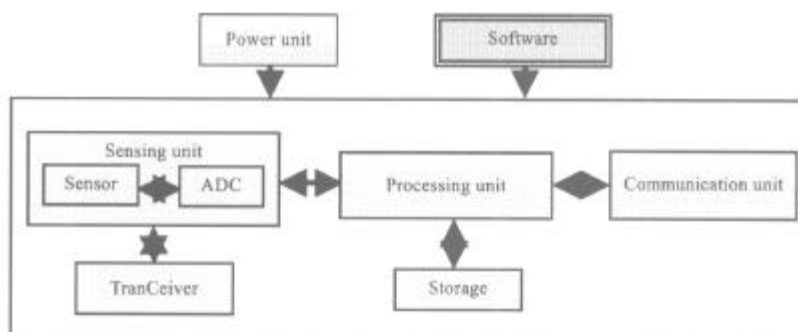 Power unit
Software
Sensing unit
Sensor
ADC
Processing unit
Communication unit
TranCeiver
Storage